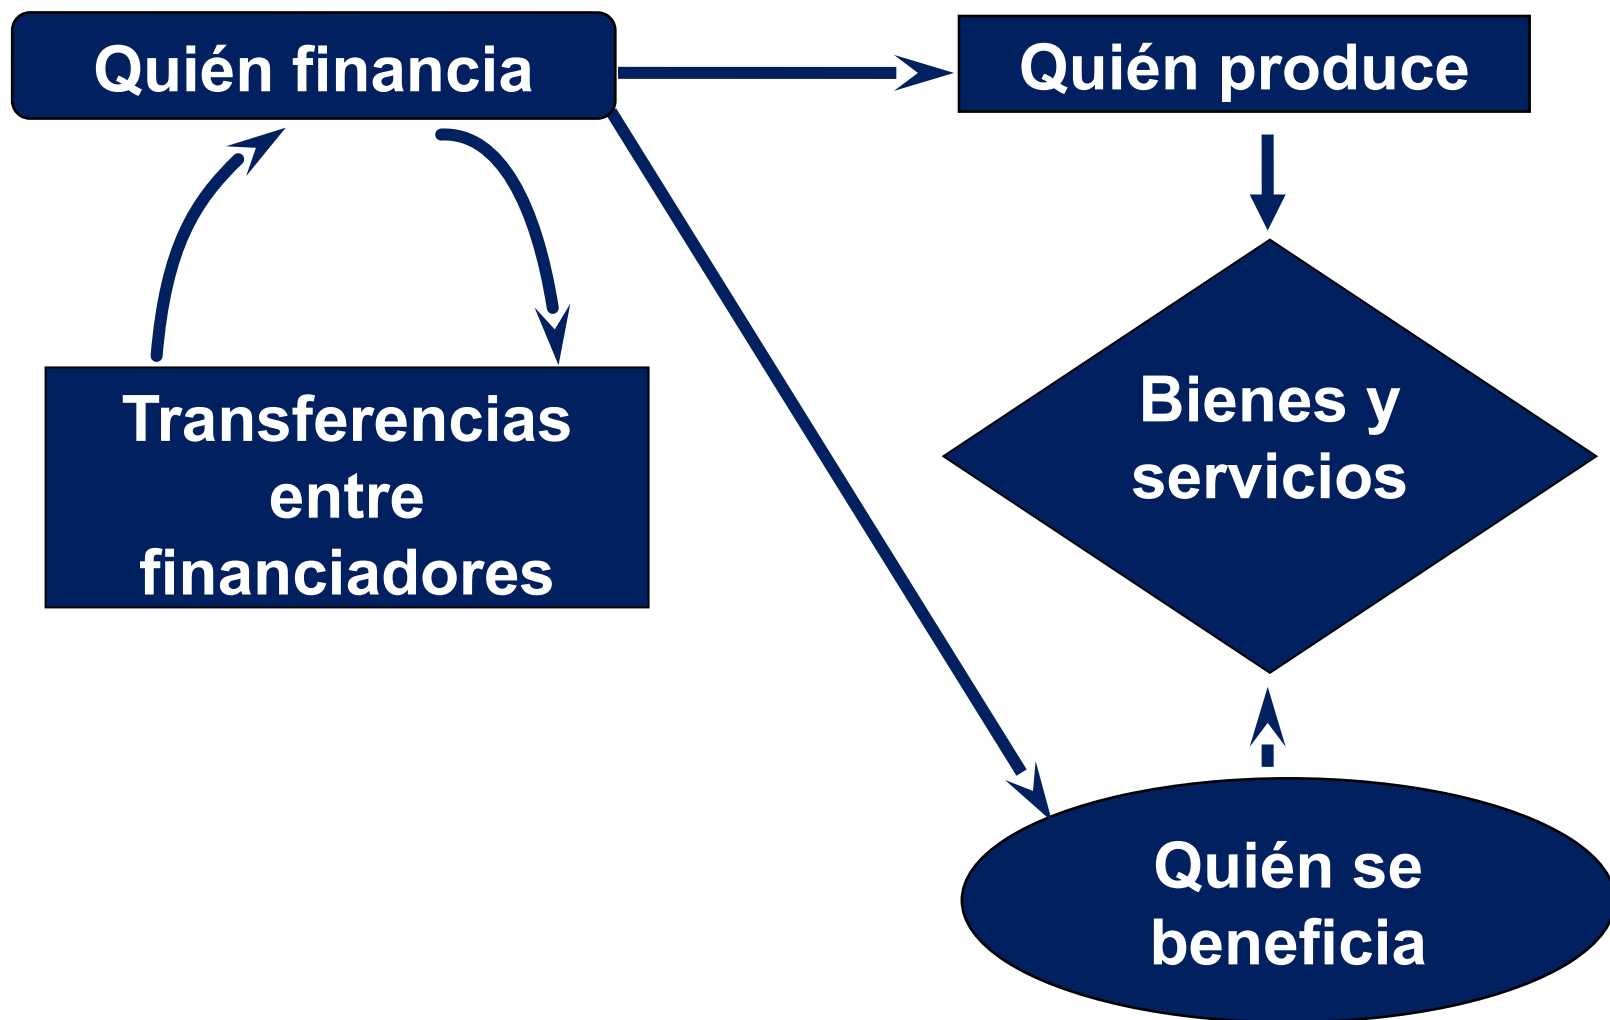 Quién financia
Quién produce
Transferencias
entre
financiadores
Bienes y
servicios
Quién se
beneficia